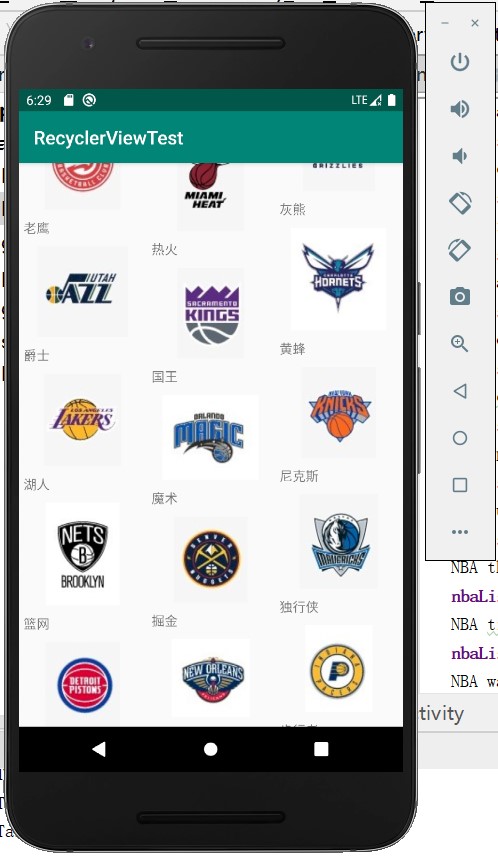 6:29
LTE
RecyclerViewTest
MIAMI
HEAT
GRIZZLIES
老鹰
热火
灰熊
UTAH
JAZZ
SACRAMENTO
KINGS
CHARLOTTE
HORNETS
爵士
国王
黄蜂
LOS ANGELES
LAKERS
ORLANDO
MAGIC
NEW YORK
KNICKS
湖人
魔术
尼克斯
NETS
B
BROOKLYN
DENVER
NUGGETS
MAVERICKS
篮网
掘金
独行侠
DETROIT
PISTONS
NEW ORLEANS
PELICANS
INDIANA
P
PACERS
NBA t
nbaLi
NBA t
nbaLi
NBA wa
tivity